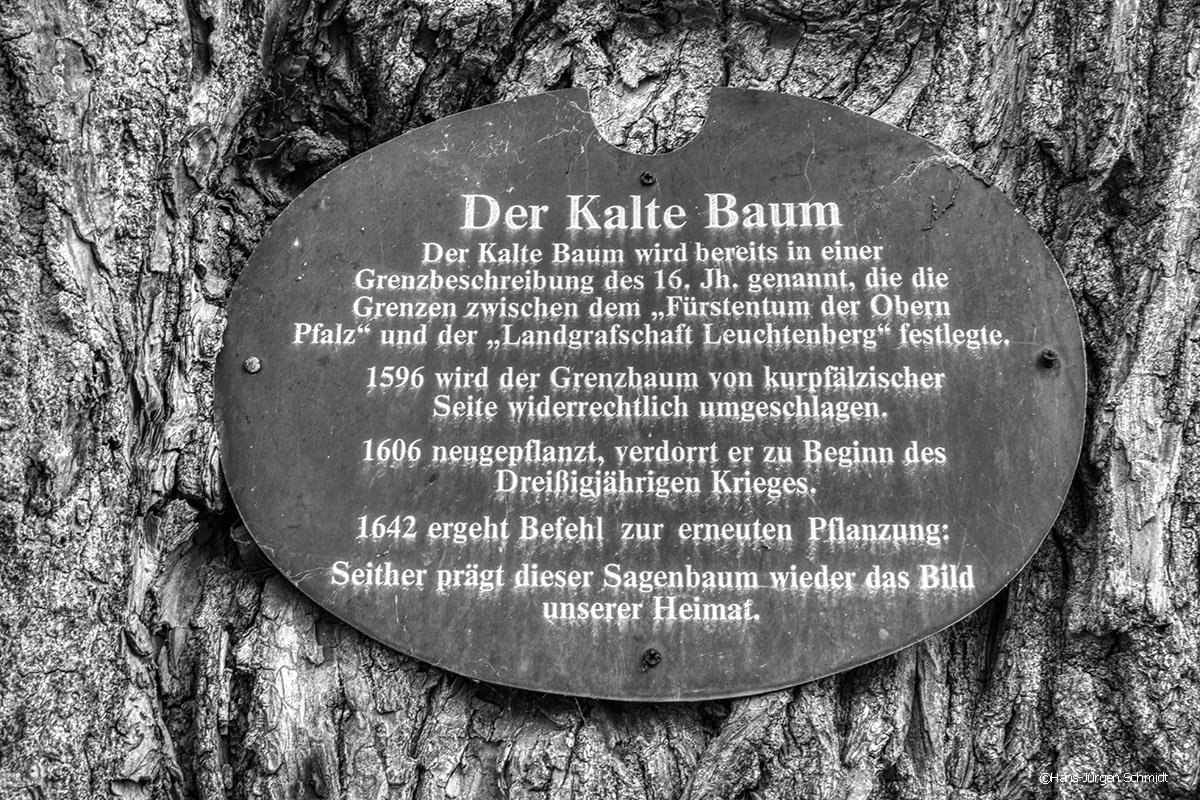 Der Kalte Baum
Der Kalte Baum wird bereits in einer
Grenzbeschreibung des 16. Jh. genannt, die die
Grenzen zwischen dem „Fürstentum der Obern
Pfalz“ und der „Landgrafschaft Leuchtenberg“ festlegte.
1596 wird der Grenzbaum von kurpfälzischer
Seite widerrechtlich umgeschlagen.
1606 neugepflanzt, verdorrt er zu Beginn des
Dreißigjährigen Krieges.
1642 ergeht Befehl zur erneuten Pflanzung:
Seither prägt dieser Sagenbaum wieder das Bild
unserer Heimat.
©Hans-Jürgen.Schmidt